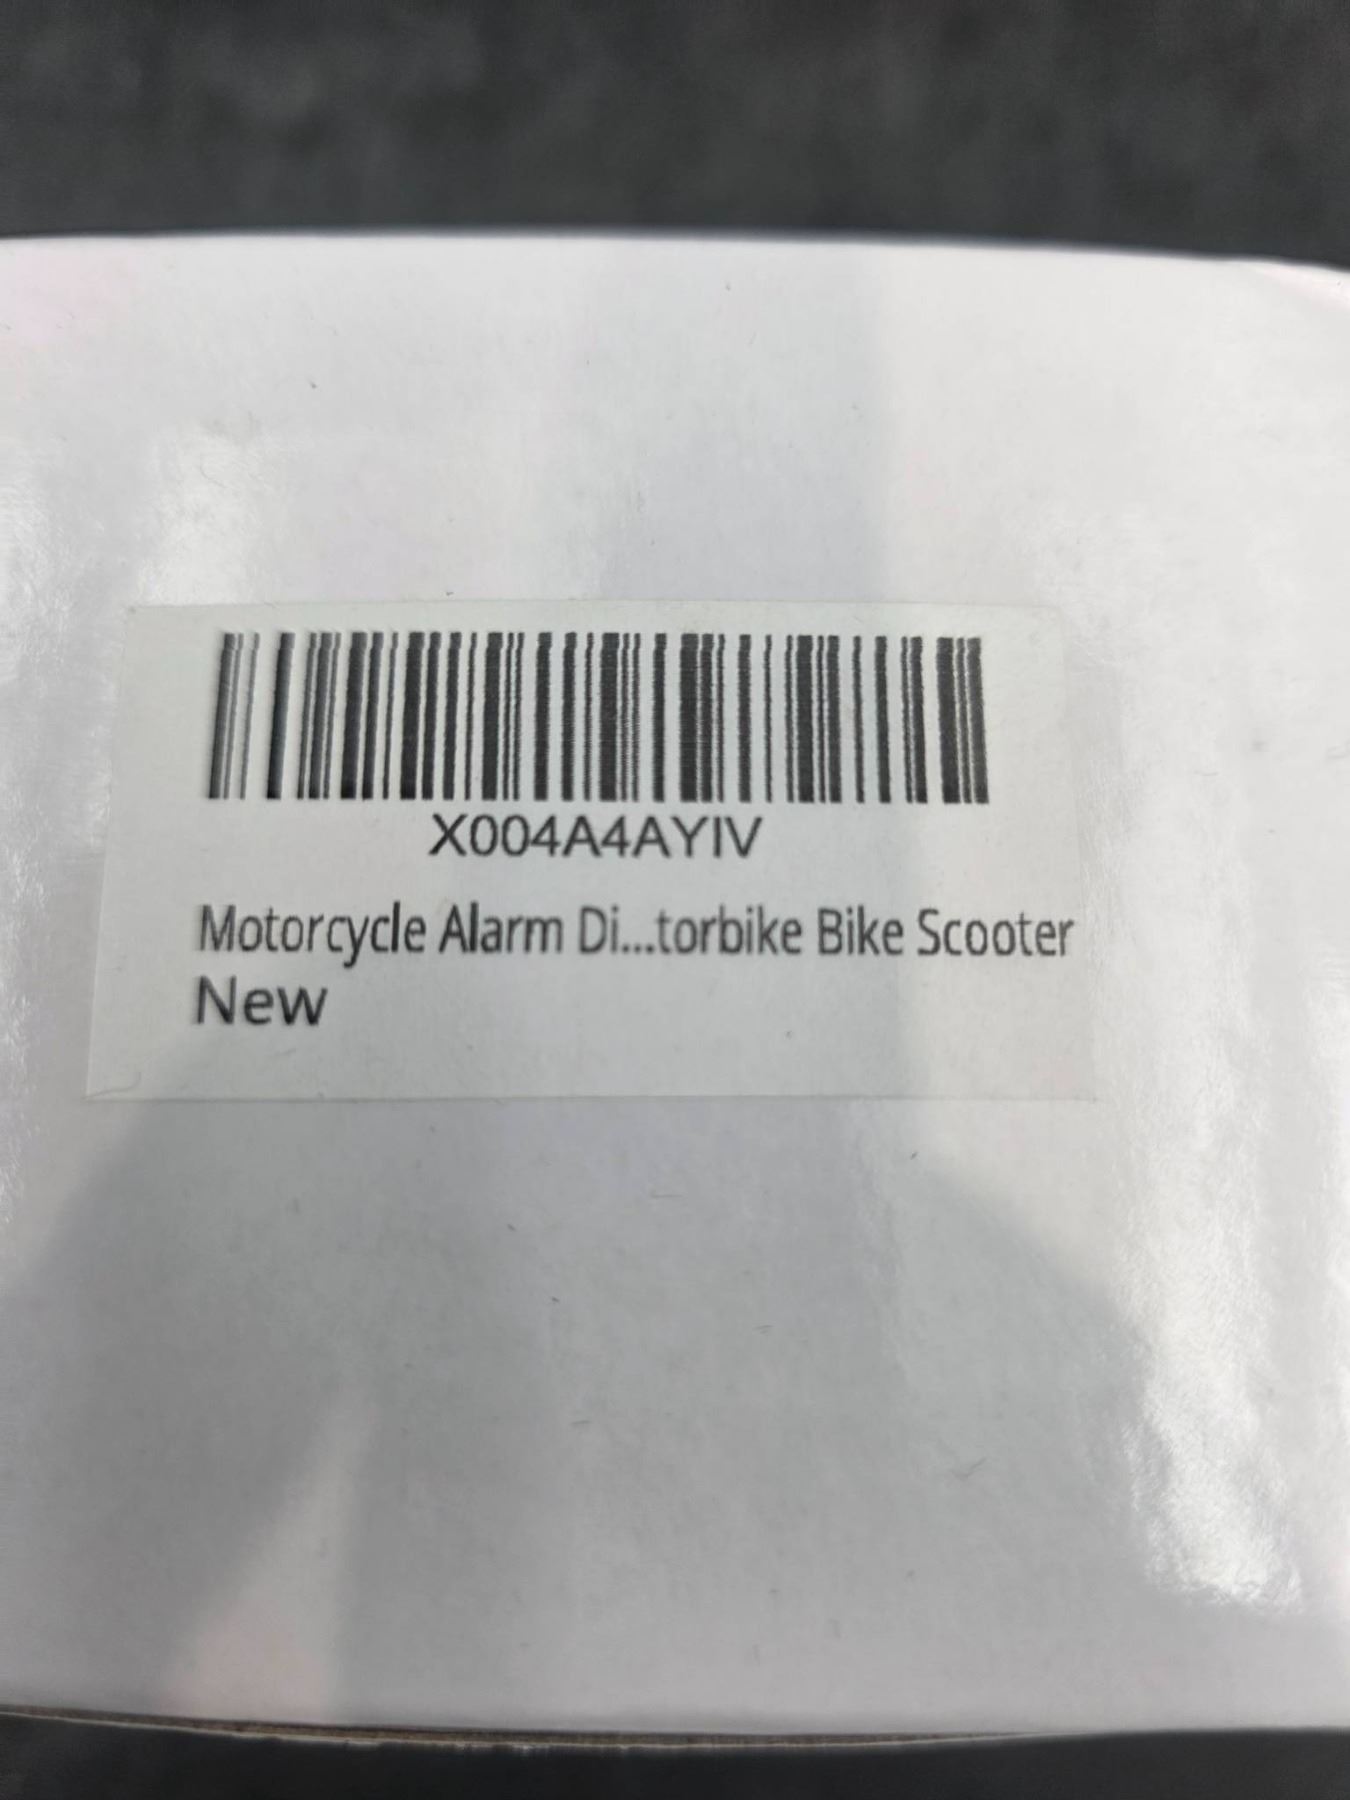 X004A4AYIV
Motorcycle Alarm Di...torbike Bike Scooter
New